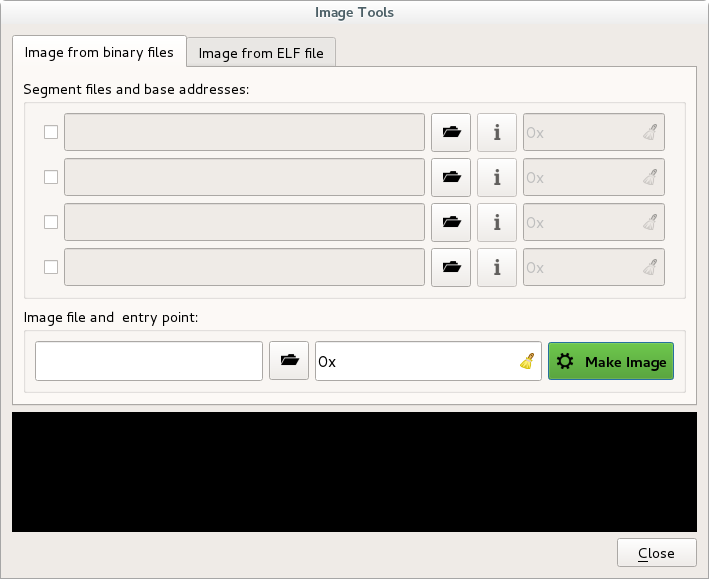 Image Tools
Image from binary files
Image from ELF file
Segment files and base addresses:
0x
0x
0x
0x
Image file and  entry point:
0x
Make Image
Close